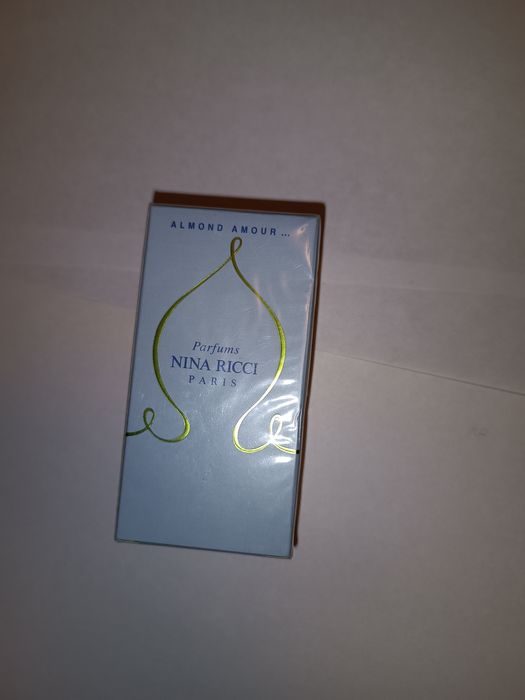 ALMOND AMOUR ...
Parfums
NINA RICCI
PARIS